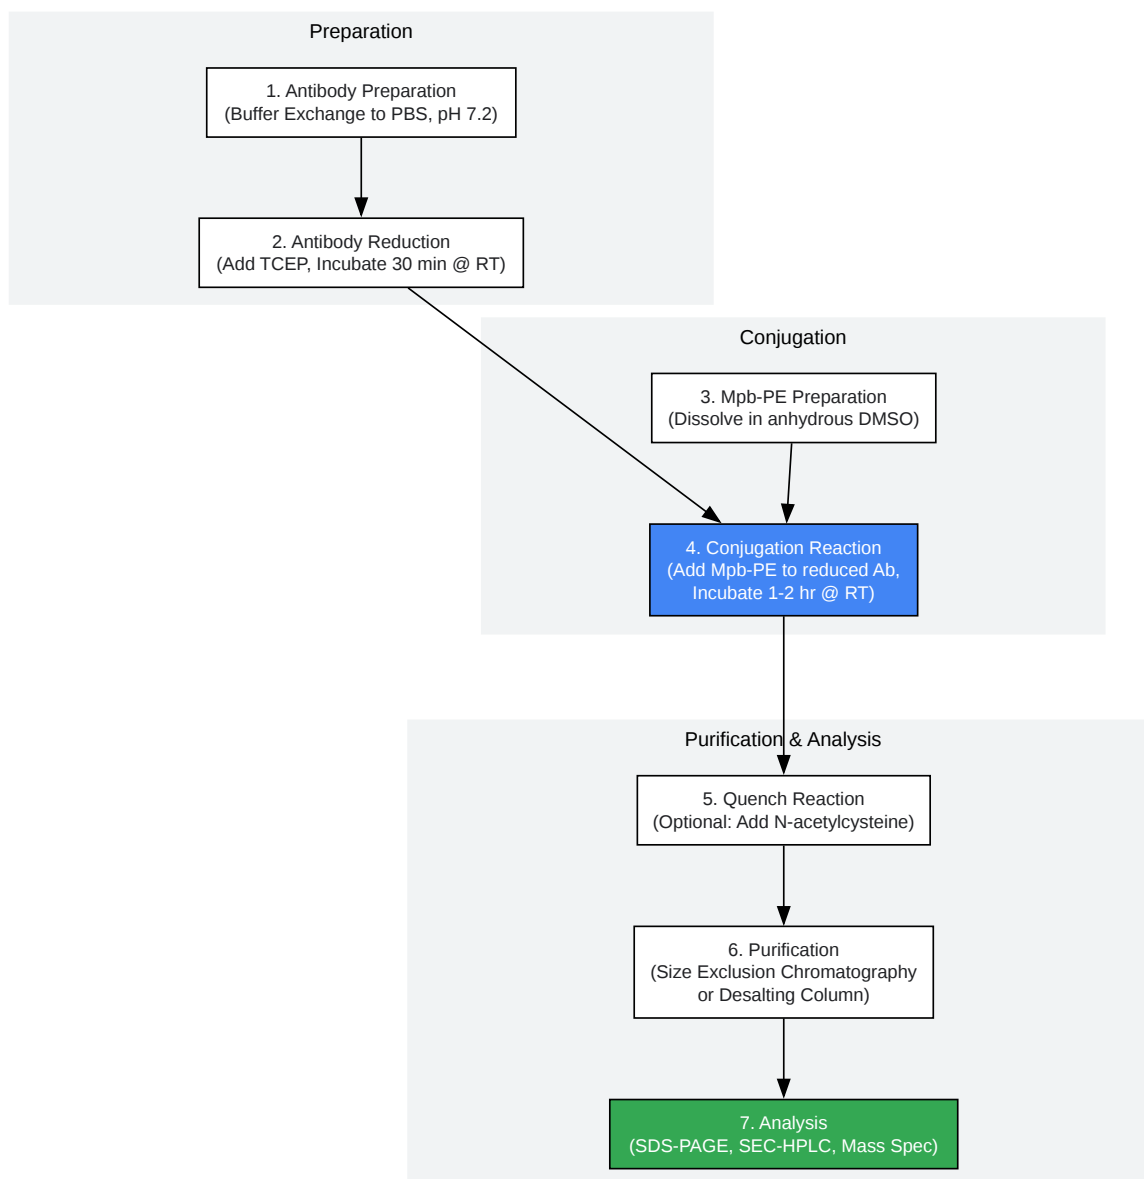 Preparation
1. Antibody Preparation
(Buffer Exchange to PBS, pH 7.2)
2. Antibody Reduction
(Add TCEP, Incubate 30 min @ RT)
Conjugation
3. Mpb-PE Preparation
(Dissolve in anhydrous DMSO)
4. Conjugation Reaction
(Add Mpb-PE to reduced Ab,
Incubate 1-2 hr @ RT)
Purification & Analysis
5. Quench Reaction
(Optional: Add N-acetylcysteine)
6. Purification
(Size Exclusion Chromatography
or Desalting Column)
7. Analysis
(SDS-PAGE, SEC-HPLC, Mass Spec)